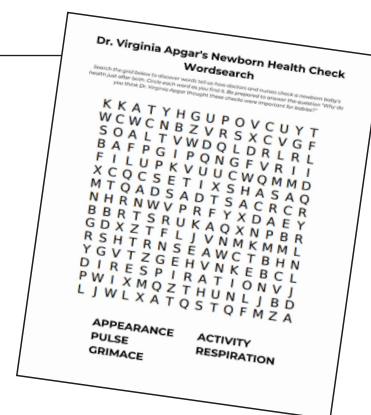 Dr. Virginia Apgar's Newborn Health Check
Wordsearch
Search the grid below to discover words tell us how doctors and nurses check a newborn baby's
health just after birth. Circle each word as you find it. Be prepared to answer the question "Why do
you think Dr. Virginia Apgar thought these checks were important for babies?"
K K A T Y H G U P O V C U Y T
W C W C N B Z V R S X C V G F
S O A L T V W D Q L D R L R L
B A F P G I P Q N G F V R I I
F I L U P K V U U C W Q M M D
X C Q C S E T I X S H A S A Q
M T Q A D S A D T S A C R C R
N H R N W V P R F Y X D A E Y
B B R T S R U K A Q X N P B R
G D X Z T F L J V N M K M M L
R S H T R N S E A W C T B H N
Y G V T Z G E H V N K E B C L
D I R E S P I R A T I O N V J
P W I X M Q Z T H U N L J B D
L J W L X A T Q S T Q F M Z A
APPEARANCE
PULSE
GRIMACE
ACTIVITY
RESPIRATION